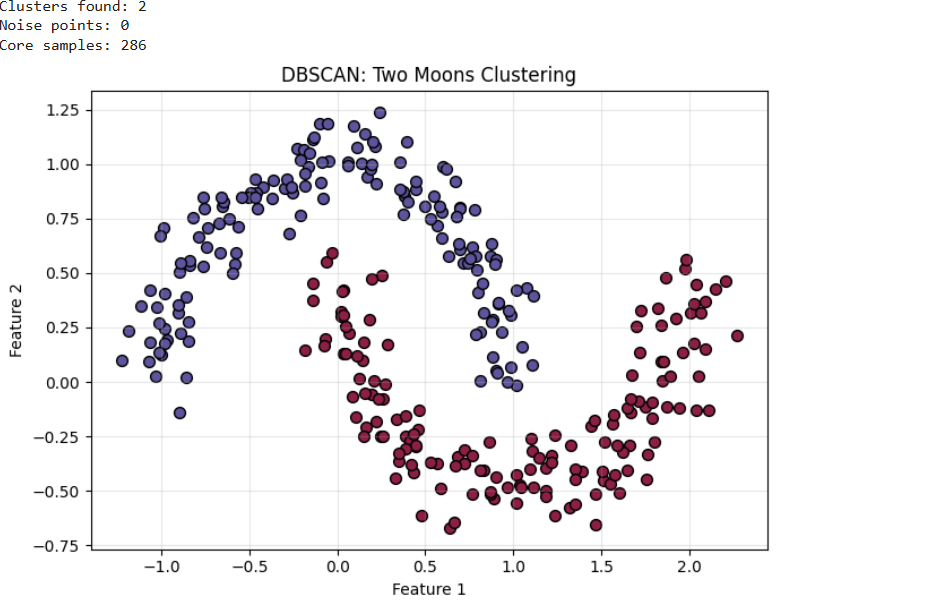 Clusters found: 2
Noise points: 0
Core samples: 286
DBSCAN: Two Moons Clustering
1.25
1.00
0.75
0.50
0.25
0.00
−0.25
−0.50
−0.75
Feature 2
−1.0 −0.5 0.0 0.5 1.0 1.5 2.0
Feature 1